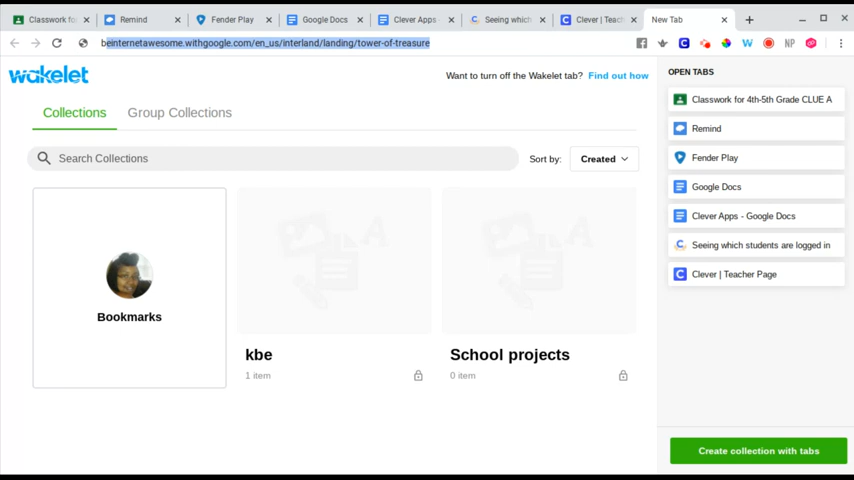 Classwork for
Remind
Fender Play
Google Docs
Clever Apps -
Seeing which
Clever | Teach
New Tab
beinternetawesome.withgoogle.com/en_us/interland/landing/tower-of-treasure
NP
wakelet
Want to turn off the Wakelet tab? Find out how
Collections
Group Collections
Search Collections
Sort by:
Created
Bookmarks
kbe
1 item
School projects
0 item
OPEN TABS
Classwork for 4th-5th Grade CLUE A
Remind
Fender Play
Google Docs
Clever Apps - Google Docs
Seeing which students are logged in
Clever | Teacher Page
Create collection with tabs